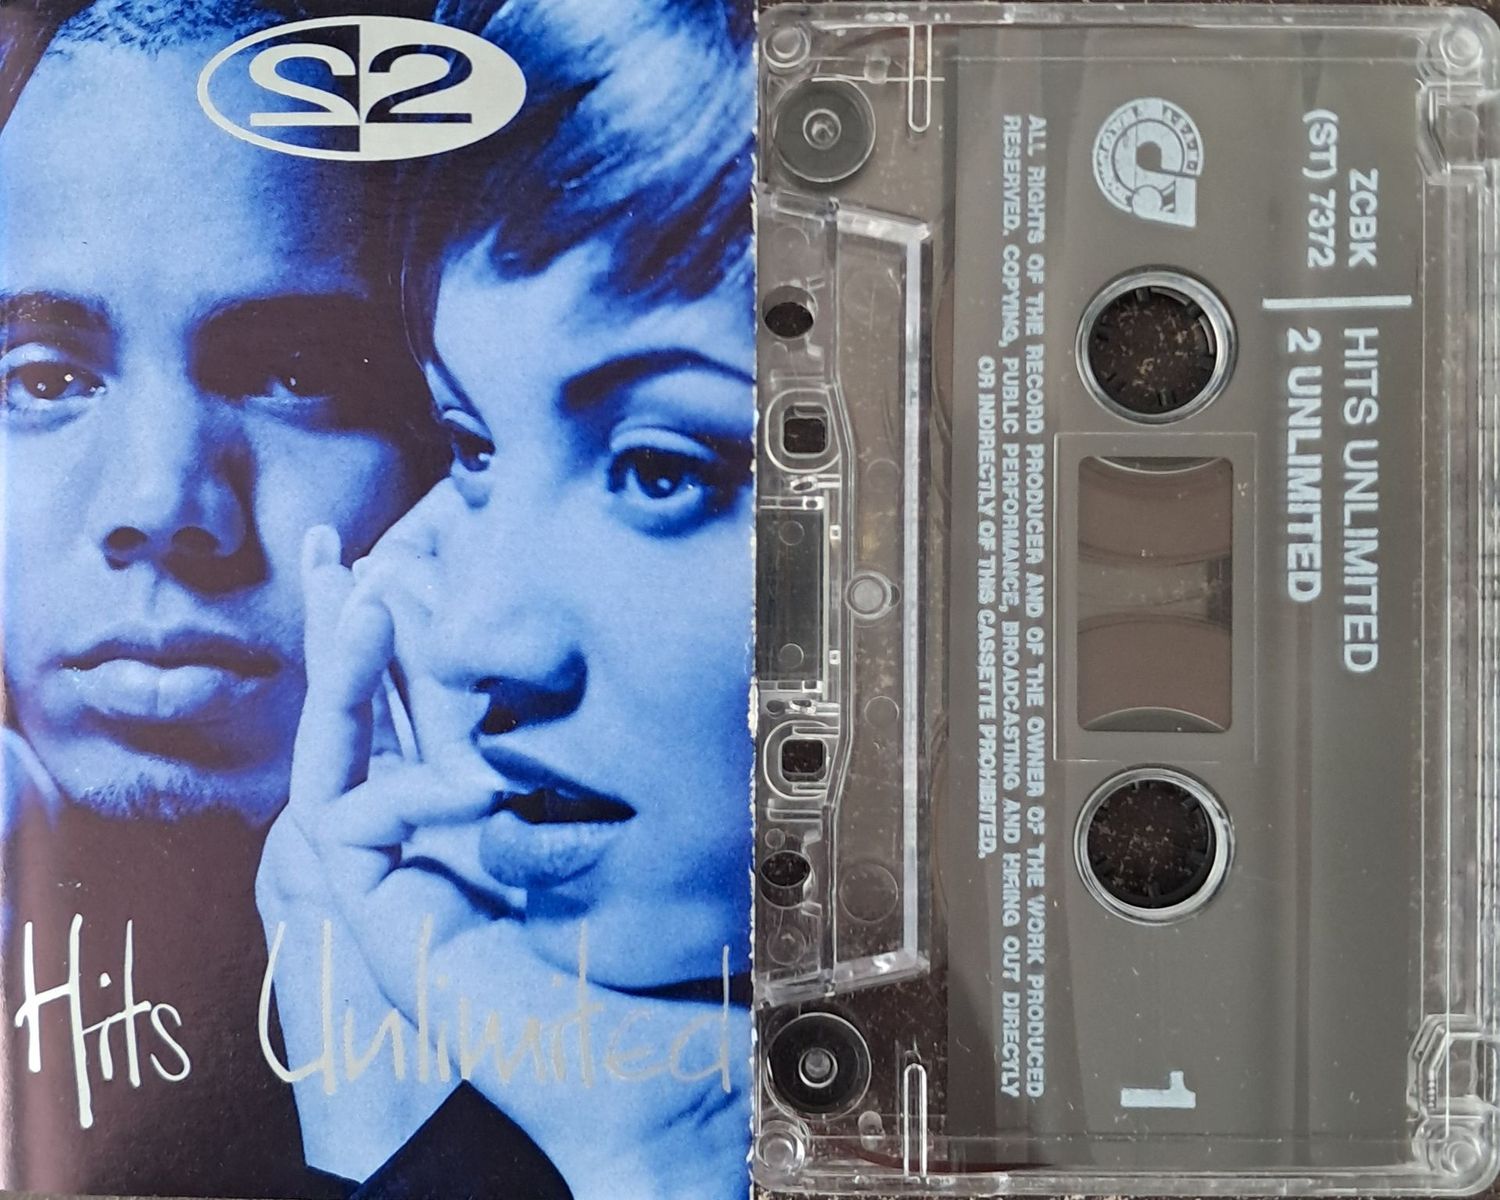 22
Hits Unlimited
ZCBK
(ST) 7372
HITS UNLIMITED
2 UNLIMITED
ALL RIGHTS OF THE RECORD PRODUCER AND OF THE OWNER OF THE WORK PRODUCED
RESERVED. COPYING, PUBLIC PERFORMANCE, BROADCASTING AND HIRING OUT DIRECTLY
OR INDIRECTLY OF THIS CASSETTE PROHIBITED.
1